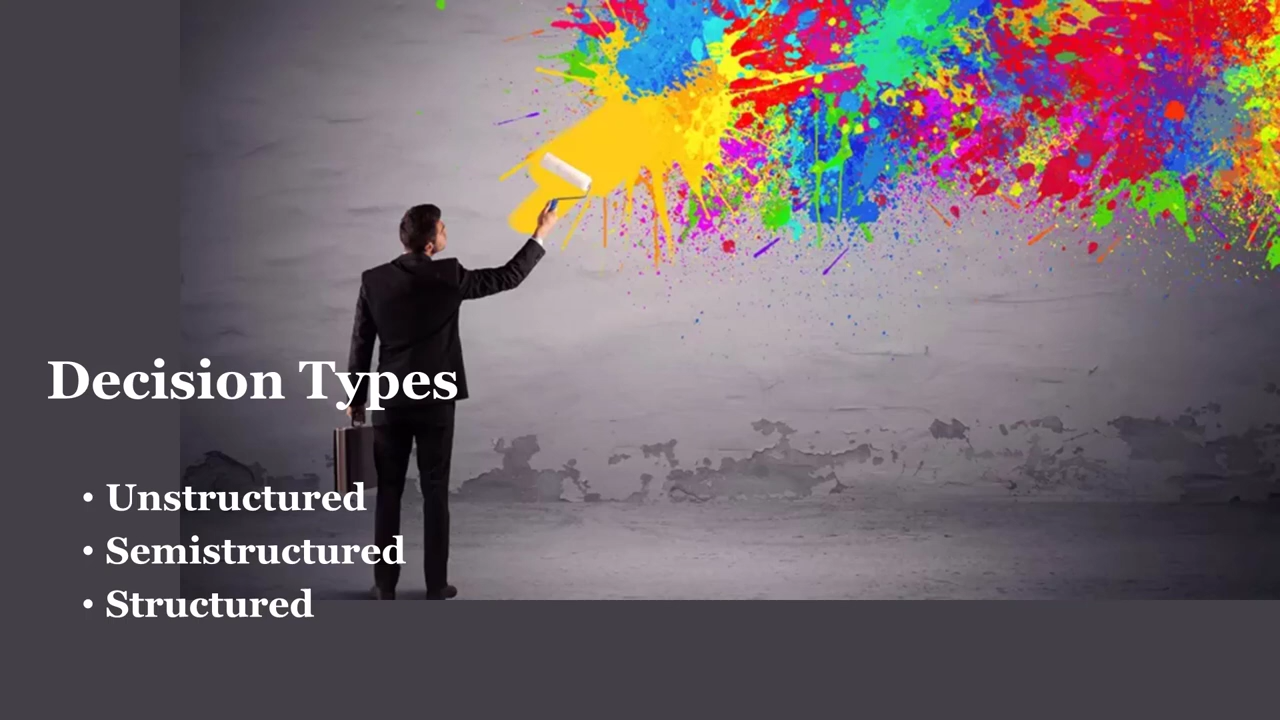 Decision Types
• Unstructured
• Semistructured
• Structured